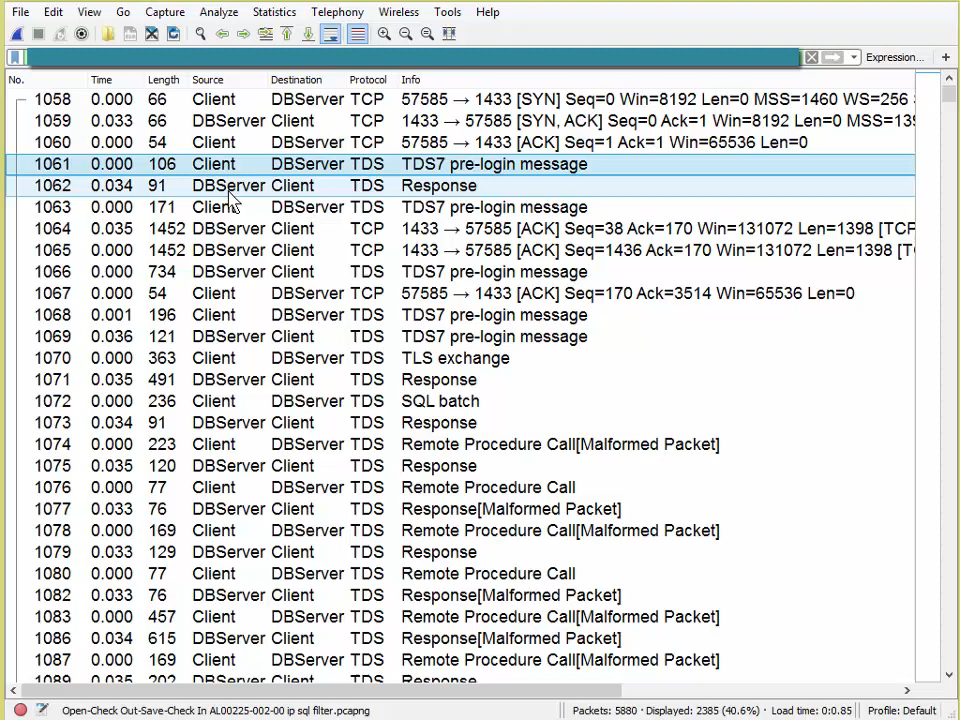 File Edit View Go Capture Analyze Statistics Telephony Wireless Tools Help
Expression... +
No. Time Length Source Destination Protocol Info
1058 0.000 66 Client DBServer TCP 57585 → 1433 [SYN] Seq=0 Win=8192 Len=0 MSS=1460 WS=256
1059 0.033 66 DBServer Client TCP 1433 → 57585 [SYN, ACK] Seq=0 Ack=1 Win=8192 Len=0 MSS=139
1060 0.000 54 Client DBServer TCP 57585 → 1433 [ACK] Seq=1 Ack=1 Win=65536 Len=0
1061 0.000 106 Client DBServer TDS TDS7 pre-login message
1062 0.034 91 DBServer Client TDS Response
1063 0.000 171 Client DBServer TDS TDS7 pre-login message
1064 0.035 1452 DBServer Client TCP 1433 → 57585 [ACK] Seq=38 Ack=170 Win=131072 Len=1398 [TCP
1065 0.000 1452 DBServer Client TCP 1433 → 57585 [ACK] Seq=1436 Ack=170 Win=131072 Len=1398 [T
1066 0.000 734 DBServer Client TDS TDS7 pre-login message
1067 0.000 54 Client DBServer TCP 57585 → 1433 [ACK] Seq=170 Ack=3514 Win=65536 Len=0
1068 0.001 196 Client DBServer TDS TDS7 pre-login message
1069 0.036 121 DBServer Client TDS TDS7 pre-login message
1070 0.000 363 Client DBServer TDS TLS exchange
1071 0.035 491 DBServer Client TDS Response
1072 0.000 236 Client DBServer TDS SQL batch
1073 0.034 91 DBServer Client TDS Response
1074 0.000 223 Client DBServer TDS Remote Procedure Call[Malformed Packet]
1075 0.035 120 DBServer Client TDS Response
1076 0.000 77 Client DBServer TDS Remote Procedure Call
1077 0.033 76 DBServer Client TDS Response[Malformed Packet]
1078 0.000 169 Client DBServer TDS Remote Procedure Call[Malformed Packet]
1079 0.033 129 DBServer Client TDS Response
1080 0.000 77 Client DBServer TDS Remote Procedure Call
1082 0.033 76 DBServer Client TDS Response[Malformed Packet]
1083 0.000 457 Client DBServer TDS Remote Procedure Call[Malformed Packet]
1086 0.034 615 DBServer Client TDS Response[Malformed Packet]
1087 0.000 169 Client DBServer TDS Remote Procedure Call[Malformed Packet]
1089 0.035 202 DBServer Client TDS Response
Open-Check Out-Save-Check In AL00225-002-00 ip sql filter.pcapng Packets: 5880 · Displayed: 2385 (40.6%) · Load time: 0:0.85 Profile: Default